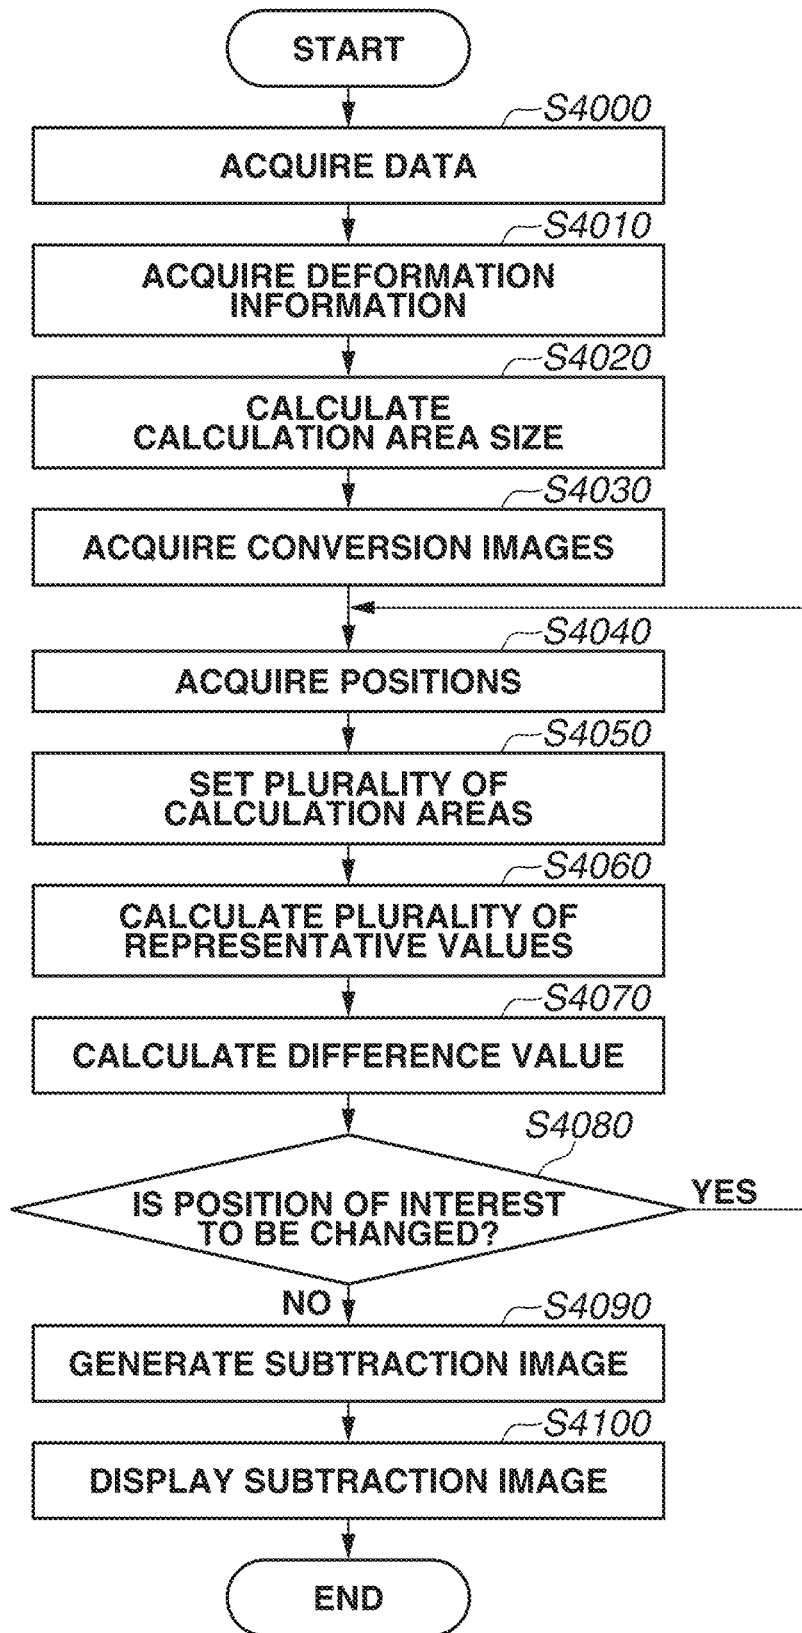 START
S4000
ACQUIRE DATA
S4010
ACQUIRE DEFORMATION
INFORMATION
S4020
CALCULATE
CALCULATION AREA SIZE
S4030
ACQUIRE CONVERSION IMAGES
S4040
ACQUIRE POSITIONS
S4050
SET PLURALITY OF
CALCULATION AREAS
S4060
CALCULATE PLURALITY OF
REPRESENTATIVE VALUES
S4070
CALCULATE DIFFERENCE VALUE
S4080
IS POSITION OF INTEREST
TO BE CHANGED?
YES
NO
S4090
GENERATE SUBTRACTION IMAGE
S4100
DISPLAY SUBTRACTION IMAGE
END